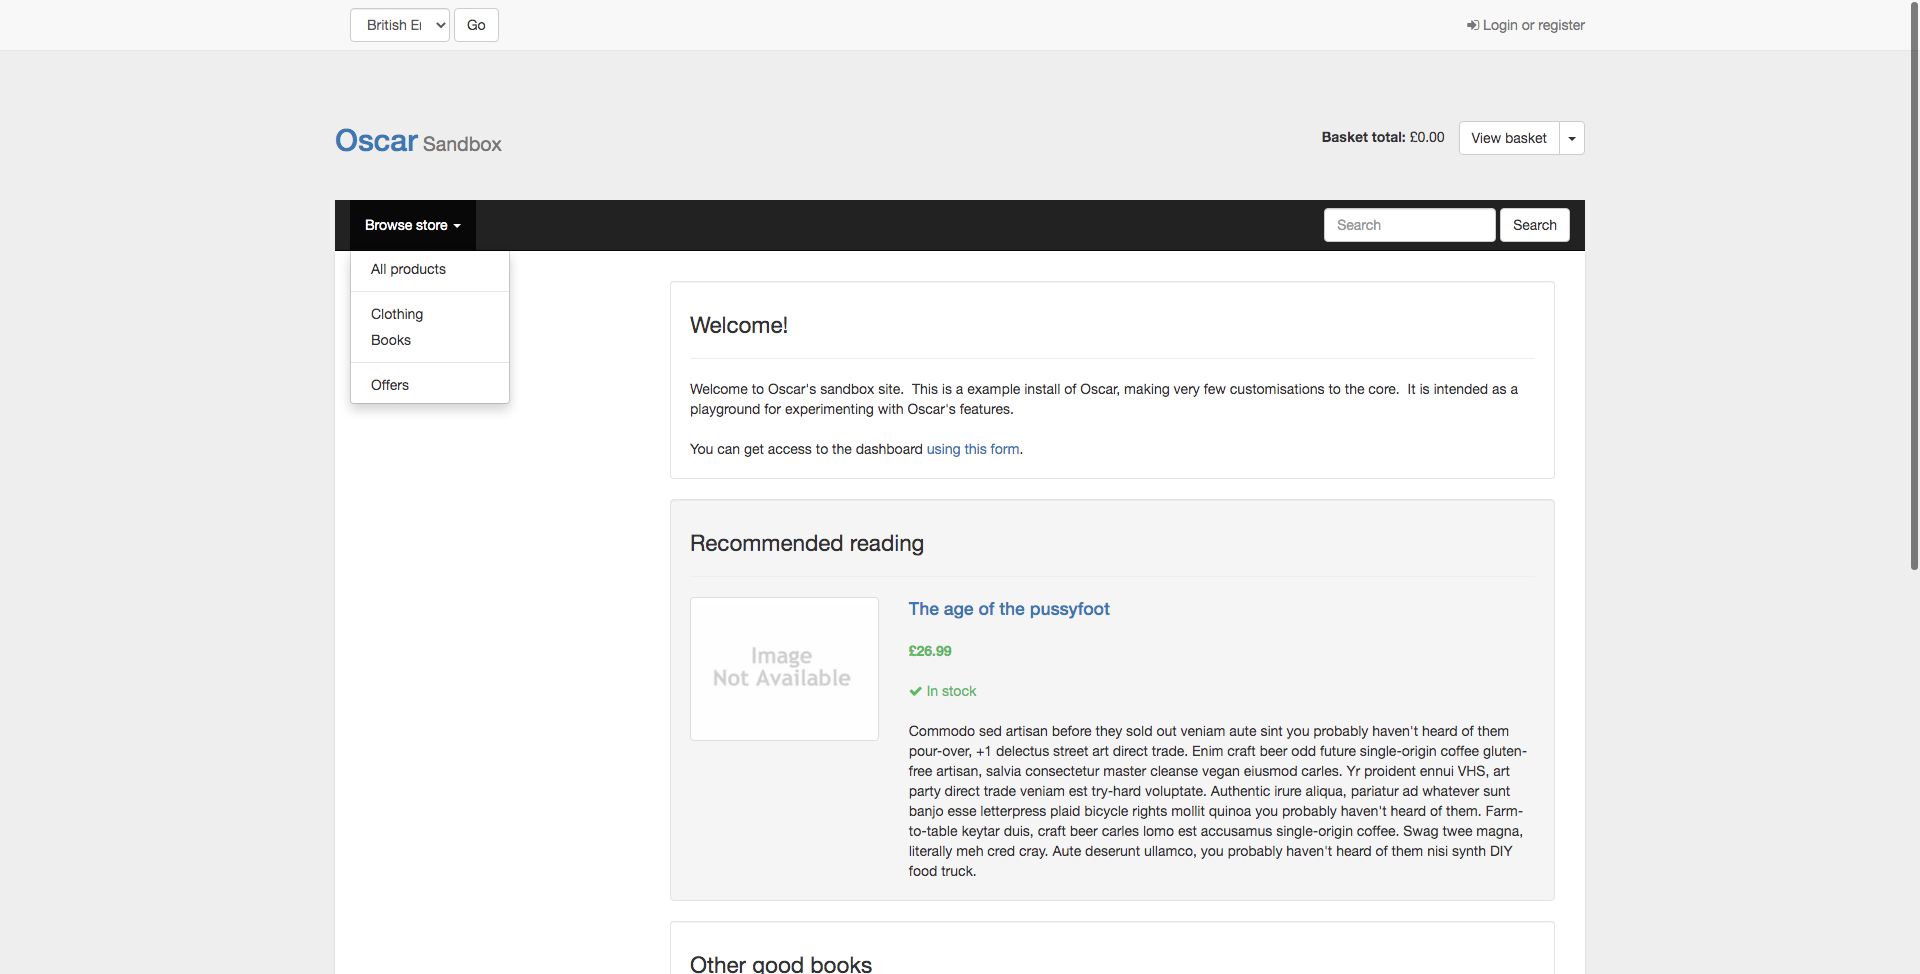 British En
Go
Login or register
Oscar Sandbox
Basket total: £0.00
View basket
Browse store
Search
Search
All products
Clothing
Books
Offers
Welcome!
Welcome to Oscar's sandbox site. This is a example install of Oscar, making very few customisations to the core. It is intended as a
playground for experimenting with Oscar's features.
You can get access to the dashboard using this form.
Recommended reading
Image
Not Available
The age of the pussyfoot
£26.99
In stock
Commodo sed artisan before they sold out veniam aute sint you probably haven't heard of them
pour-over, +1 delectus street art direct trade. Enim craft beer odd future single-origin coffee gluten-
free artisan, salvia consectetur master cleanse vegan eiusmod carles. Yr proident ennui VHS, art
party direct trade veniam est try-hard voluptate. Authentic irure aliqua, pariatur ad whatever sunt
banjo esse letterpress plaid bicycle rights mollit quinoa you probably haven't heard of them. Farm-
to-table keytar duis, craft beer carles lomo est accusamus single-origin coffee. Swag twee magna,
literally meh cred cray. Aute deserunt ullamco, you probably haven't heard of them nisi synth DIY
food truck.
Other good books